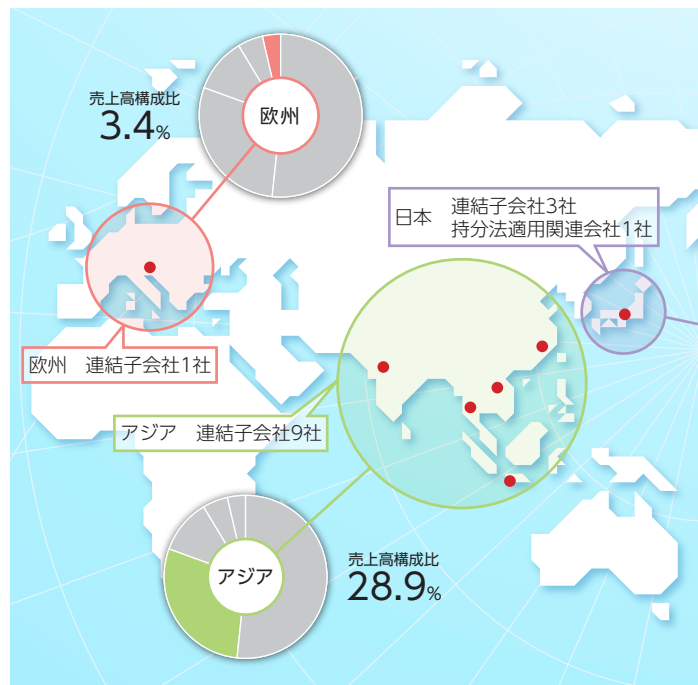 売上高構成比
3.4%
欧州
日本 連結子会社3社
持分法適用関連会社1社
欧州 連結子会社1社
アジア 連結子会社9社
アジア
売上高構成比
28.9%